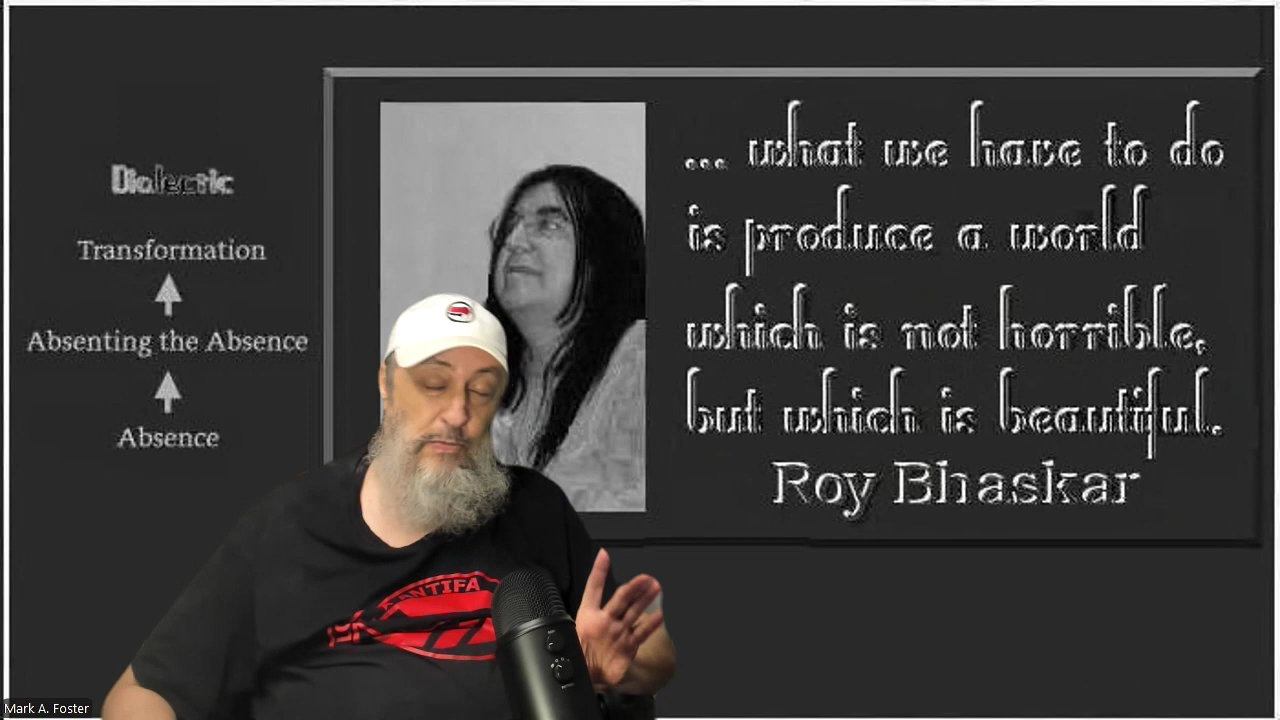 Dialectic
Transformation
Absenting the Absence
Absence
... what we have to do
is produce a world
which is not horrible,
but which is beautiful.
Roy Bhaskar
ANTIFA
Mark A. Foster